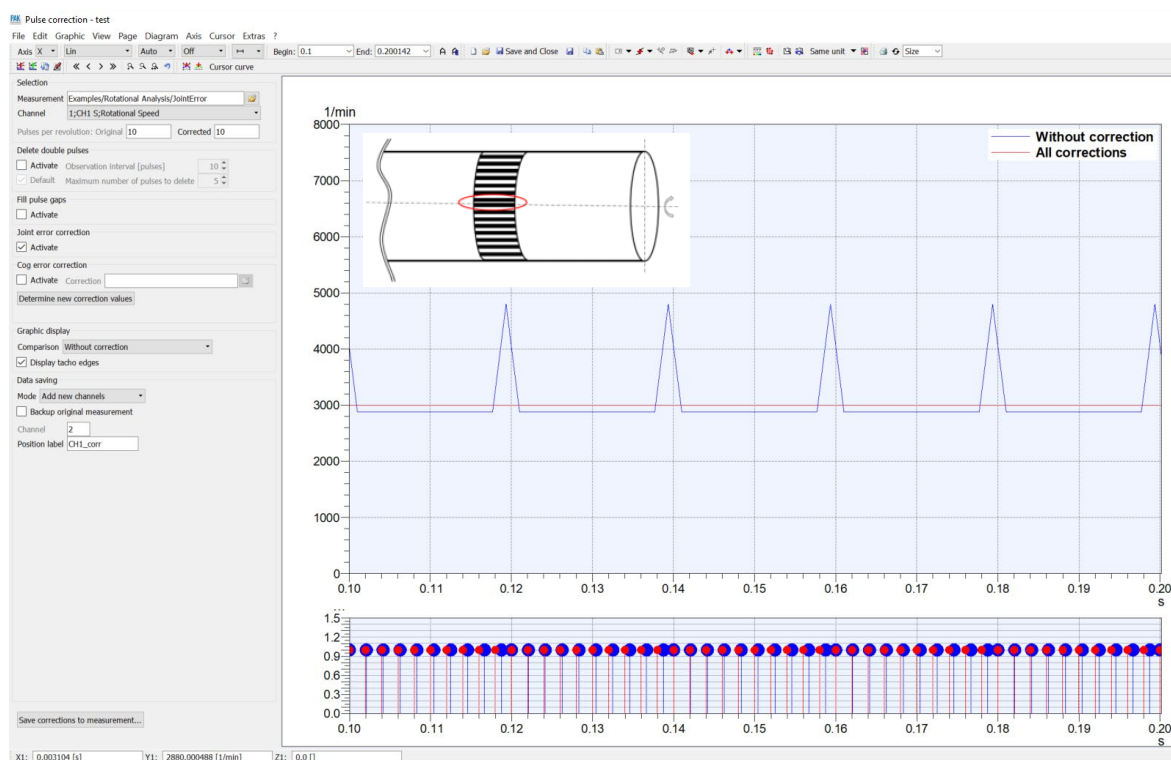 PAK Pulse correction - test
File Edit Graphic View Page Diagram Axis Cursor Extras ?
Axis X Lin Auto Off Begin: 0.1 End: 0.200142 Save and Close Same unit Size
Cursor curve
Selection
Measurement Examples/Rotational Analysis/JointError
Channel 1;CH1 S;Rotational Speed
Pulses per revolution: Original 10 Corrected 10
Delete double pulses
Activate Observation interval [pulses] 10
Default Maximum number of pulses to delete 5
Fill pulse gaps
Activate
Joint error correction
Activate
Cog error correction
Activate Correction
Determine new correction values
Graphic display
Comparison Without correction
Display tacho edges
Data saving
Mode Add new channels
Backup original measurement
Channel 2
Position label CH1_corr
Save corrections to measurement...
1/min
8000
7000
6000
5000
4000
3000
2000
1000
0
Without correction
All corrections
0.10 0.11 0.12 0.13 0.14 0.15 0.16 0.17 0.18 0.19 0.20
s
...
1.5
1.2
0.9
0.6
0.3
0.0
0.10 0.11 0.12 0.13 0.14 0.15 0.16 0.17 0.18 0.19 0.20
s
X1: 0.003104 [s] Y1: 2880.000488 [1/min] Z1: 0.0 []